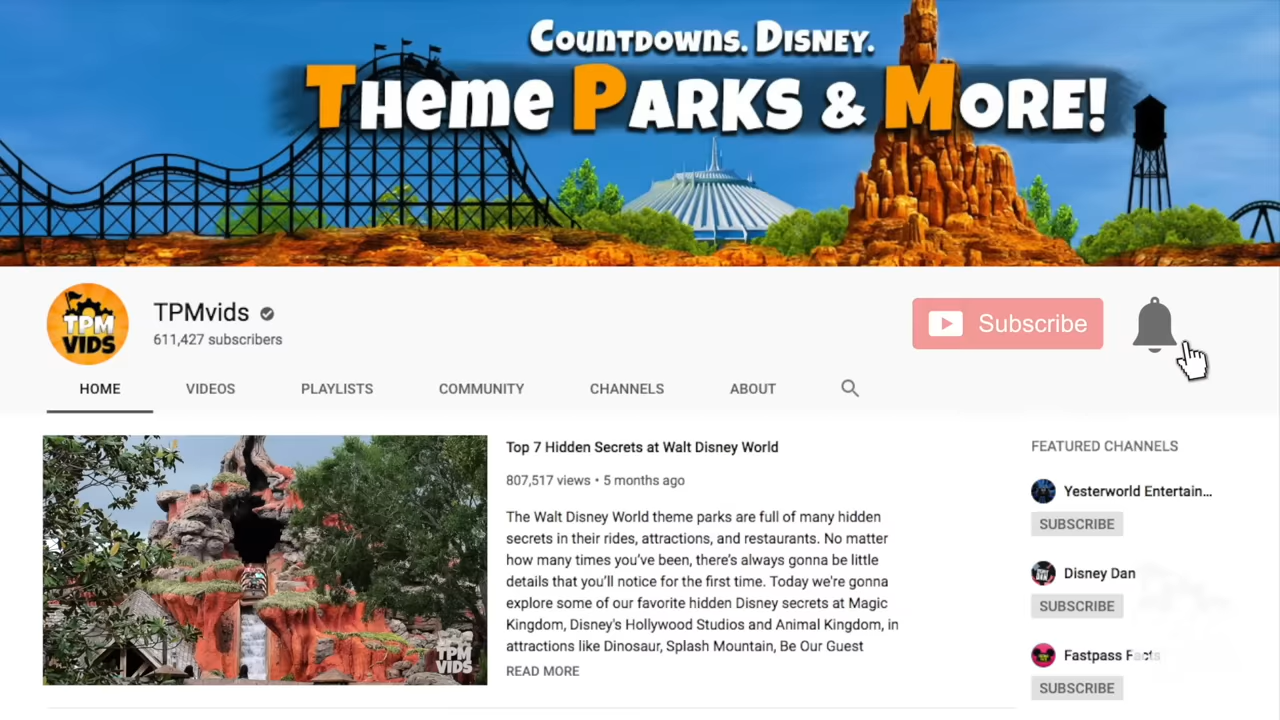 COUNTDOWNS. DISNEY.
THeme PARKS & MORE!
TPM
VIDS
TPMvids
611,427 subscribers
Subscribe
HOME VIDEOS PLAYLISTS COMMUNITY CHANNELS ABOUT
Top 7 Hidden Secrets at Walt Disney World
807,517 views • 5 months ago
The Walt Disney World theme parks are full of many hidden
secrets in their rides, attractions, and restaurants. No matter
how many times you've been, there's always gonna be little
details that you'll notice for the first time. Today we're gonna
explore some of our favorite hidden Disney secrets at Magic
Kingdom, Disney's Hollywood Studios and Animal Kingdom, in
attractions like Dinosaur, Splash Mountain, Be Our Guest
READ MORE
TPM
VIDS
FEATURED CHANNELS
Yesterworld Entertain...
SUBSCRIBE
Disney Dan
SUBSCRIBE
Fastpass Facts
SUBSCRIBE